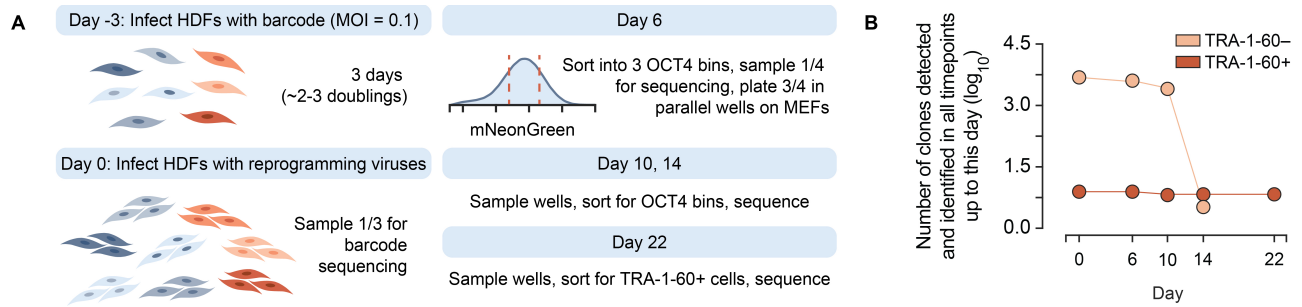 A
Day -3: Infect HDFs with barcode (MOI = 0.1)
3 days
(~2-3 doublings)
Day 0: Infect HDFs with reprogramming viruses
Sample 1/3 for
barcode
sequencing
Day 6
Sort into 3 OCT4 bins, sample 1/4
for sequencing, plate 3/4 in
parallel wells on MEFs
mNeonGreen
Day 10, 14
Sample wells, sort for OCT4 bins, sequence
Day 22
Sample wells, sort for TRA-1-60+ cells, sequence
B
Number of clones detected
and identified in all timepoints
up to this day (log10)
4.5
3.0
1.5
0.0
TRA-1-60–
TRA-1-60+
0 6 10 14 22
Day